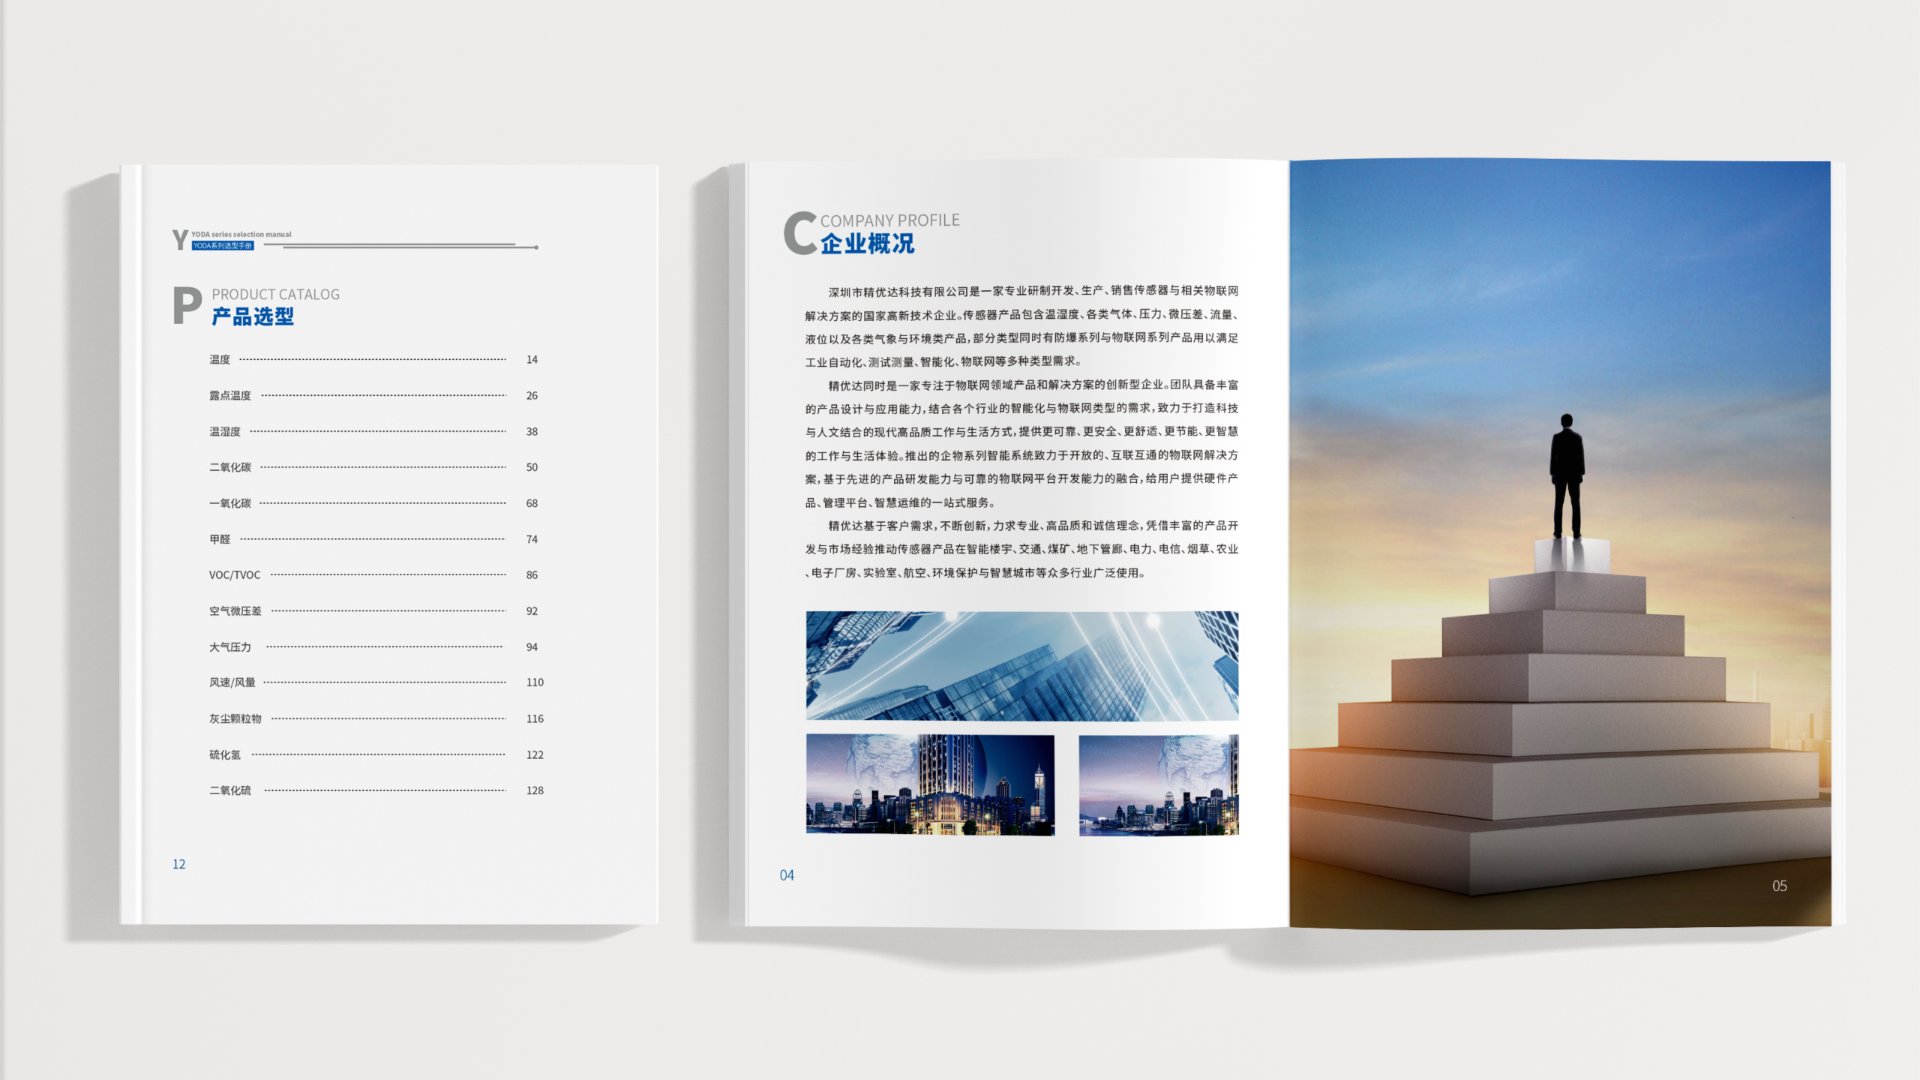 Y YODA series selection manual
YODA系列选型手册
P PRODUCT CATALOG
产品选型
温度 14
露点温度 26
温湿度 38
二氧化碳 50
一氧化碳 68
甲醛 74
VOC/TVOC 86
空气微压差 92
大气压力 94
风速/风量 110
灰尘颗粒物 116
硫化氢 122
二氧化硫 128
12
C COMPANY PROFILE
企业概况
深圳市精优达科技有限公司是一家专业研制开发、生产、销售传感器与相关物联网
解决方案的国家高新技术企业。传感器产品包含温湿度、各类气体、压力、微压差、流量、
液位以及各类气象与环境类产品，部分类型同时有防爆系列与物联网系列产品用以满足
工业自动化、测试测量、智能化、物联网等多种类型需求。
精优达同时是一家专注于物联网领域产品和解决方案的创新型企业。团队具备丰富
的产品设计与应用能力，结合各个行业的智能化与物联网类型的需求，致力于打造科技
与人文结合的现代高品质工作与生活方式，提供更可靠、更安全、更舒适、更节能、更智慧
的工作与生活体验。推出的企物系列智能系统致力于开放的、互联互通的物联网解决方
案，基于先进的产品研发能力与可靠的物联网平台开发能力的融合，给用户提供硬件产
品、管理平台、智慧运维的一站式服务。
精优达基于客户需求，不断创新，力求专业、高品质和诚信理念，凭借丰富的产品开
发与市场经验推动传感器产品在智能楼宇、交通、煤矿、地下管廊、电力、电信、烟草、农业
、电子厂房、实验室、航空、环境保护与智慧城市等众多行业广泛使用。
04
05